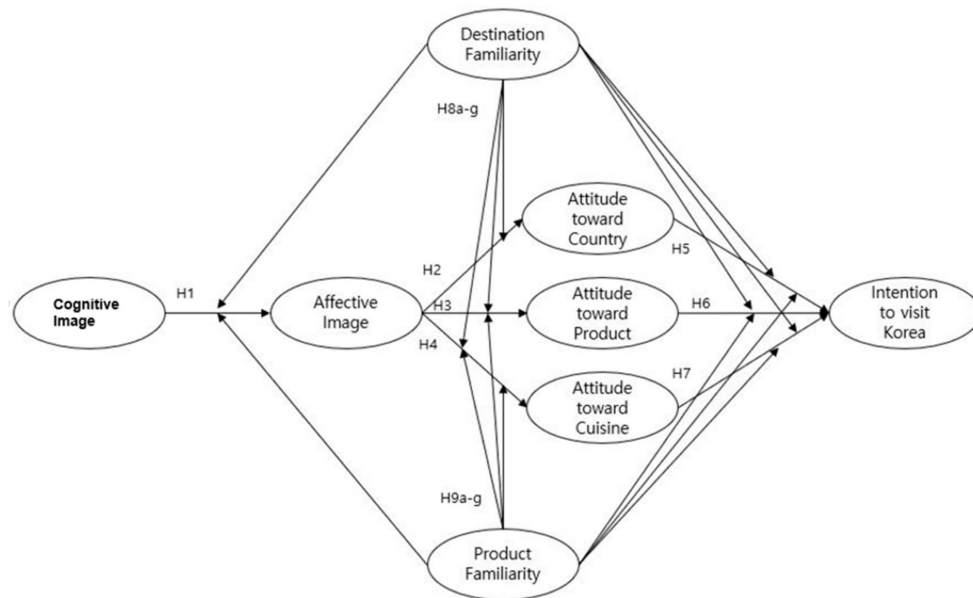 Destination
Familiarity
H8a-g
Attitude
toward
Country
H2
H5
H1
Cognitive
Image
Affective
Image
H3
Attitude
toward
Product
H6
Intention
to visit
Korea
H4
H7
Attitude
toward
Cuisine
H9a-g
Product
Familiarity